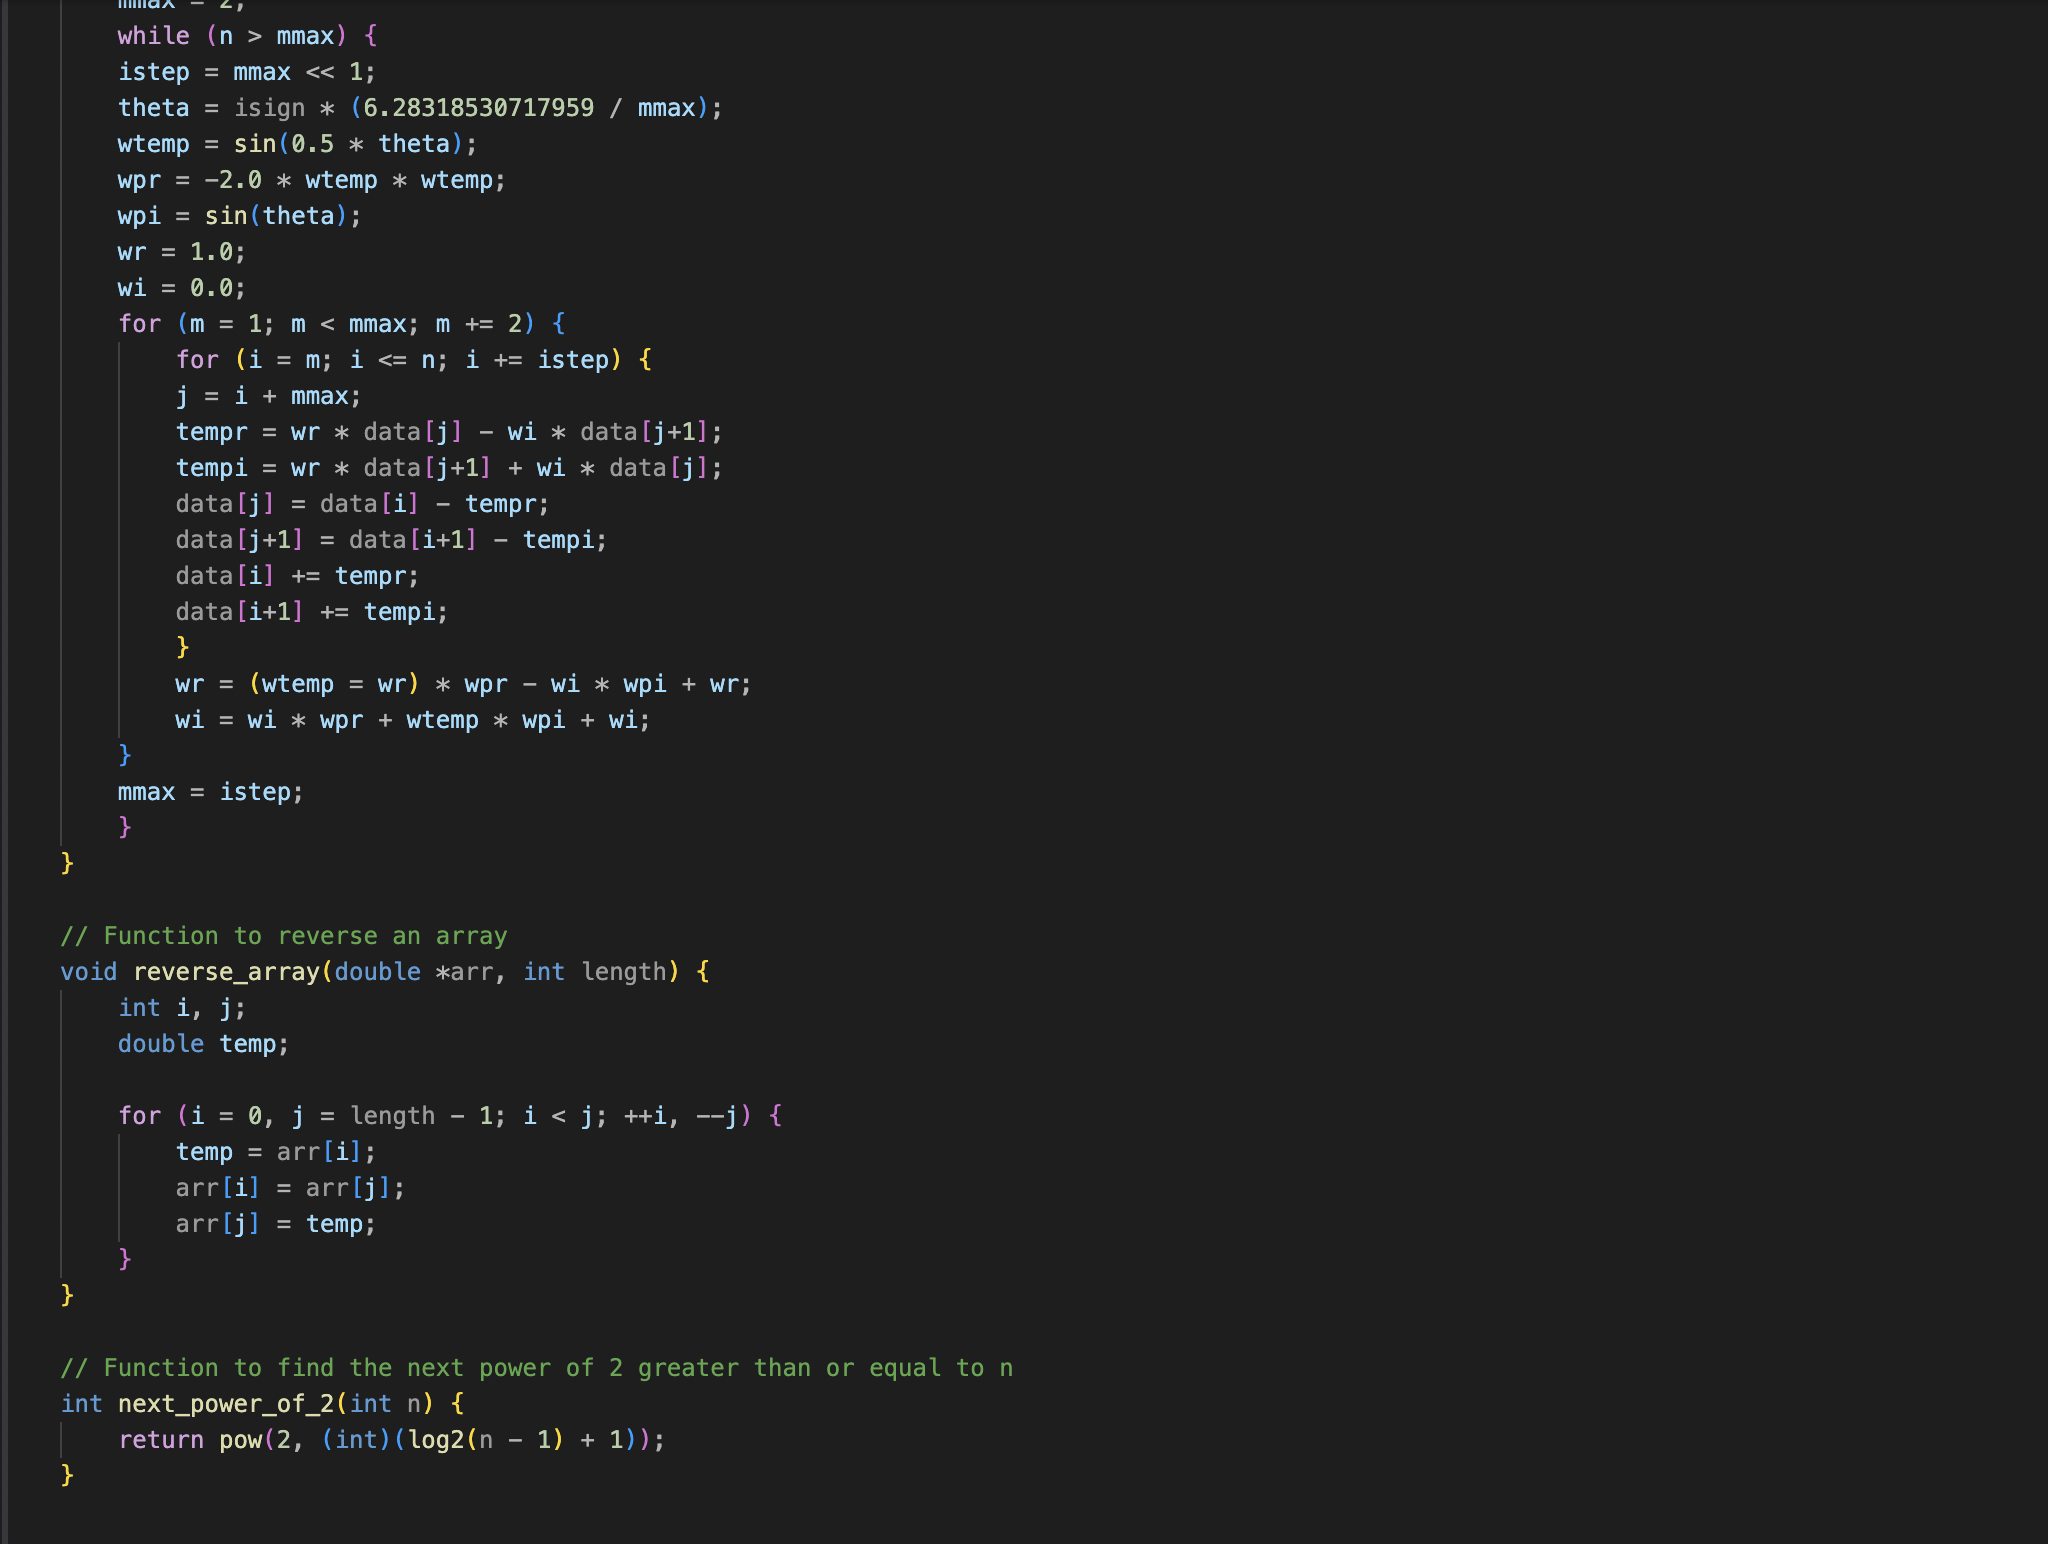 mmax = 2;
while (n > mmax) {
istep = mmax << 1;
theta = isign * (6.28318530717959 / mmax);
wtemp = sin(0.5 * theta);
wpr = -2.0 * wtemp * wtemp;
wpi = sin(theta);
wr = 1.0;
wi = 0.0;
for (m = 1; m < mmax; m += 2) {
for (i = m; i <= n; i += istep) {
j = i + mmax;
tempr = wr * data[j] - wi * data[j+1];
tempi = wr * data[j+1] + wi * data[j];
data[j] = data[i] - tempr;
data[j+1] = data[i+1] - tempi;
data[i] += tempr;
data[i+1] += tempi;
}
wr = (wtemp = wr) * wpr - wi * wpi + wr;
wi = wi * wpr + wtemp * wpi + wi;
}
mmax = istep;
}
}
// Function to reverse an array
void reverse_array(double *arr, int length) {
int i, j;
double temp;
for (i = 0, j = length - 1; i < j; ++i, --j) {
temp = arr[i];
arr[i] = arr[j];
arr[j] = temp;
}
}
// Function to find the next power of 2 greater than or equal to n
int next_power_of_2(int n) {
return pow(2, (int)(log2(n - 1) + 1));
}